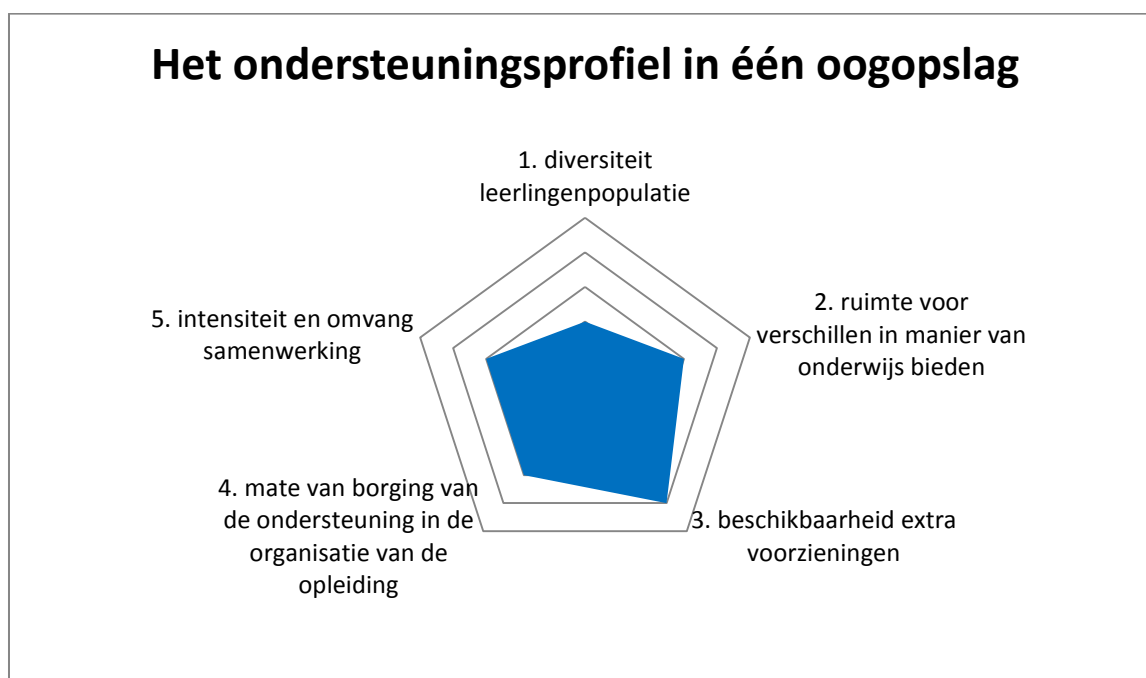 Het ondersteuningsprofiel in één oogopslag
1. diversiteit
leerlingenpopulatie
2. ruimte voor
verschillen in manier van
onderwijs bieden
3. beschikbaarheid extra
voorzieningen
4. mate van borging van
de ondersteuning in de
organisatie van de
opleiding
5. intensiteit en omvang
samenwerking